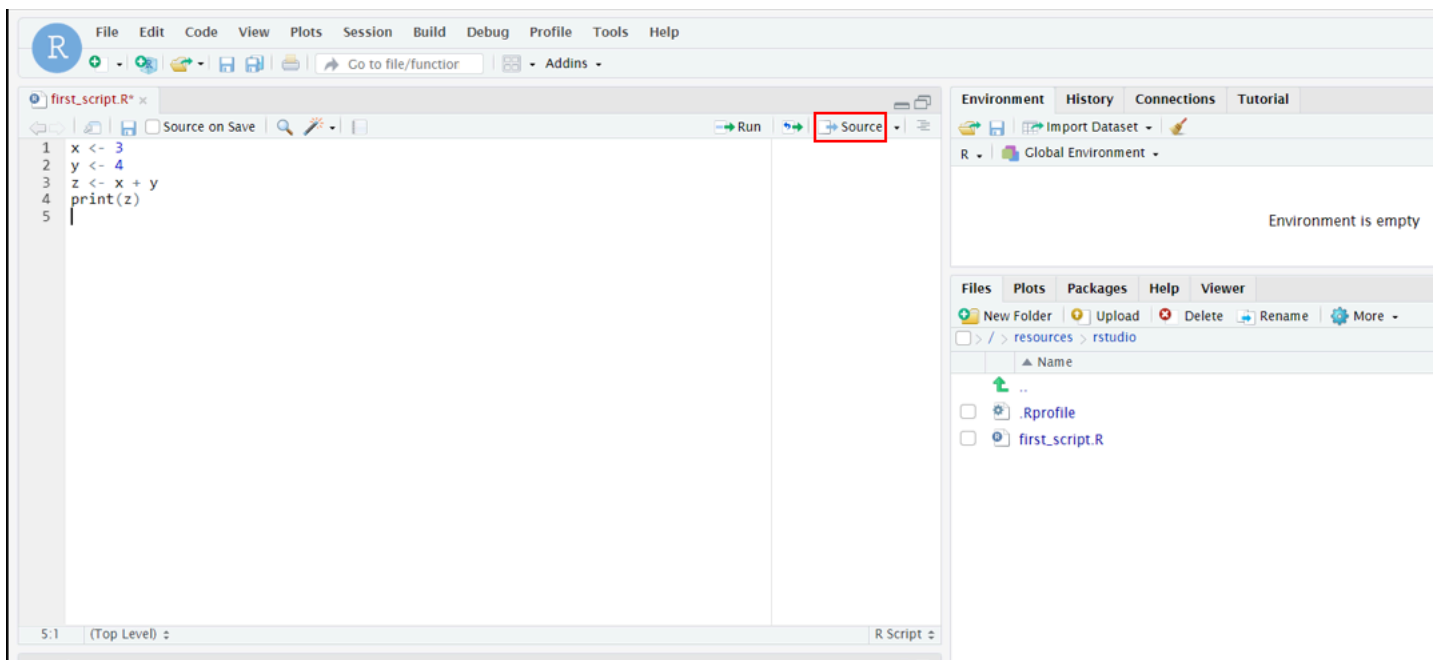 R
File Edit Code View Plots Session Build Debug Profile Tools Help
Go to file/functior Addins
first_script.R* ×
Source on Save Run Source
1 x <- 3
2 y <- 4
3 z <- x + y
4 print(z)
5
5:1 (Top Level) R Script
Environment History Connections Tutorial
Import Dataset
R Global Environment
Environment is empty
Files Plots Packages Help Viewer
New Folder Upload Delete Rename More
/ > resources > rstudio
Name
..
.Rprofile
first_script.R